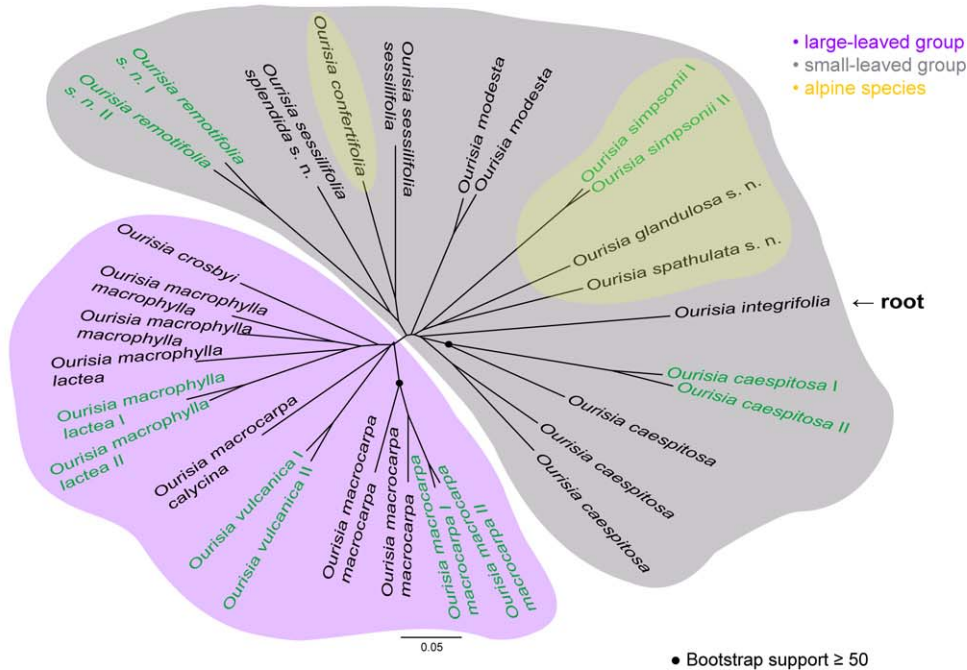 • large-leaved group
• small-leaved group
• alpine species
Ourisia remotifolia
s. n. I
Ourisia remotifolia
s. n. II
Ourisia sessilifolia
splendida s. n.
Ourisia confertifolia
Ourisia sessilifolia
sessilifolia
Ourisia modesta
Ourisia modesta
Ourisia simpsonii I
Ourisia simpsonii II
Ourisia glandulosa s. n.
Ourisia spathulata s. n.
Ourisia integrifolia
← root
Ourisia caespitosa I
Ourisia caespitosa II
Ourisia caespitosa
Ourisia caespitosa
Ourisia caespitosa
Ourisia crosbyi
Ourisia macrophylla
macrophylla
Ourisia macrophylla
macrophylla
Ourisia macrophylla
lactea
Ourisia macrophylla
lactea I
Ourisia macrophylla
lactea II
Ourisia macrocarpa
calycina
Ourisia vulcanica I
Ourisia vulcanica II
Ourisia macrocarpa
macrocarpa
Ourisia macrocarpa
macrocarpa
Ourisia macrocarpa
macrocarpa I
Ourisia macrocarpa
macrocarpa II
0.05
• Bootstrap support ≥ 50